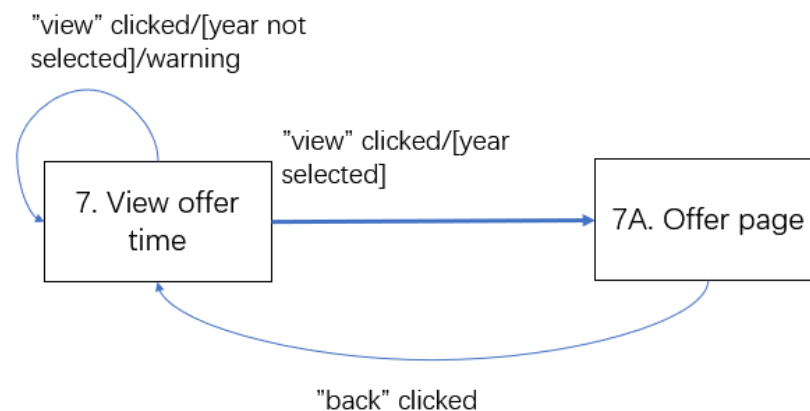 ”view” clicked/[year not
selected]/warning
”view” clicked/[year
selected]
7. View offer
time
7A. Offer page
”back” clicked